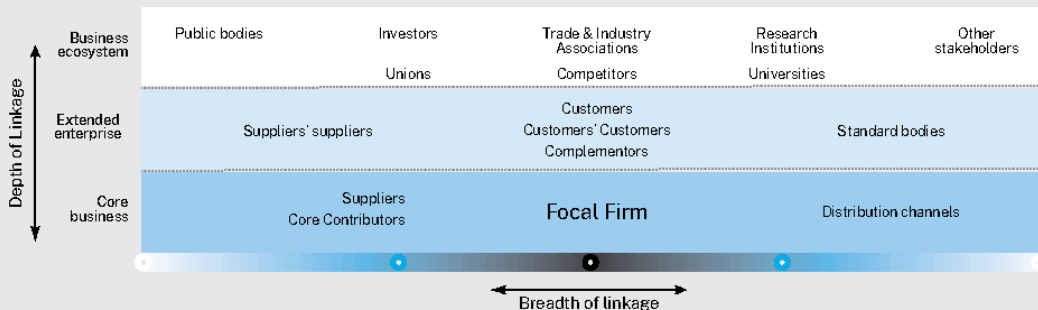 Business
ecosystem
Public bodies
Investors
Trade & Industry
Associations
Research
Institutions
Other
stakeholders
Unions
Competitors
Universities
Extended
enterprise
Suppliers' suppliers
Customers
Customers' Customers
Complementors
Standard bodies
Core
business
Suppliers
Core Contributors
Focal Firm
Distribution channels
Depth of Linkage
Breadth of linkage